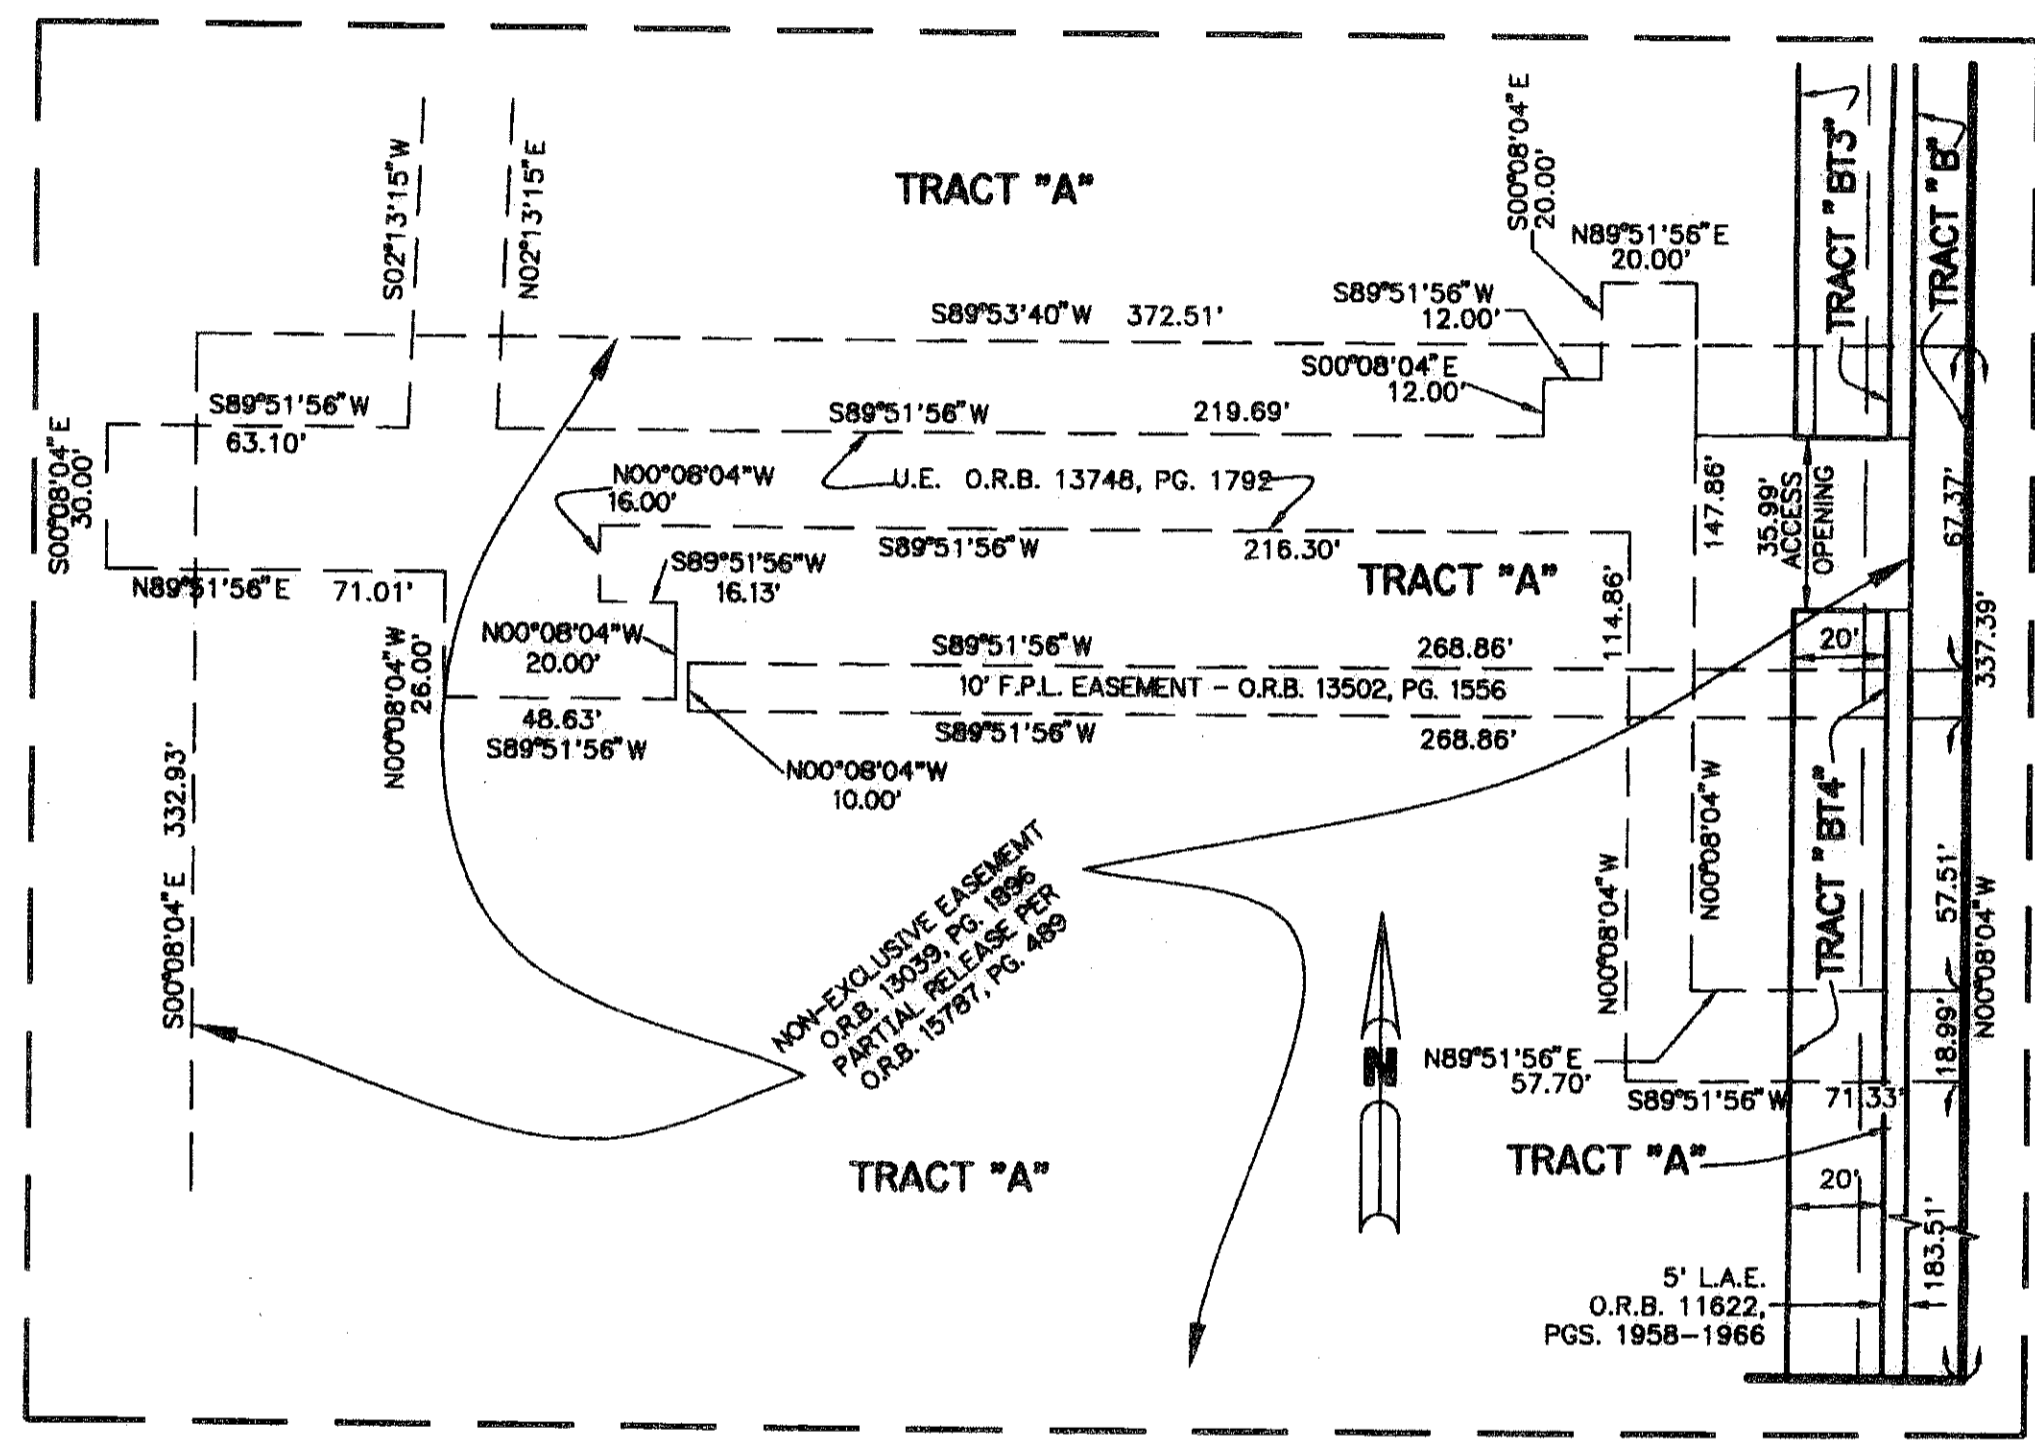 TRACT "A"
S02°13'15"W
N02°13'15"E
S00°08'04"E
20.00'
N89°51'56"E
20.00'
TRACT "BT3"
TRACT "B"
S89°53'40"W 372.51'
S89°51'56"W
12.00'
S00°08'04"E
12.00'
S89°51'56"W
63.10'
S89°51'56"W 219.69'
S00°08'04"E
30.00'
N00°08'04"W
16.00'
U.E. O.R.B. 13748, PG. 1792
147.86'
35.99'
ACCESS
OPENING
67.37'
S89°51'56"W 216.30'
N89°51'56"E 71.01'
S89°51'56"W
16.13'
TRACT "A"
114.86'
337.39'
N00°08'04"W
26.00'
N00°08'04"W
20.00'
S89°51'56"W 268.86'
20'
10' F.P.L. EASEMENT - O.R.B. 13502, PG. 1556
48.63'
S89°51'56"W
S89°51'56"W 268.86'
N00°08'04"W
10.00'
S00°08'04"E 332.93'
NON-EXCLUSIVE EASEMEMT
O.R.B. 13039, PG. 1896
PARTIAL RELEASE PER
O.R.B. 15787, PG. 489
N00°08'04"W
N00°08'04"W
TRACT "BT4"
57.51'
N00°08'04"W
18.99'
N
N89°51'56"E
57.70'
S89°51'56"W 71.33'
TRACT "A"
TRACT "A"
20'
183.51'
5' L.A.E.
O.R.B. 11622,
PGS. 1958-1966